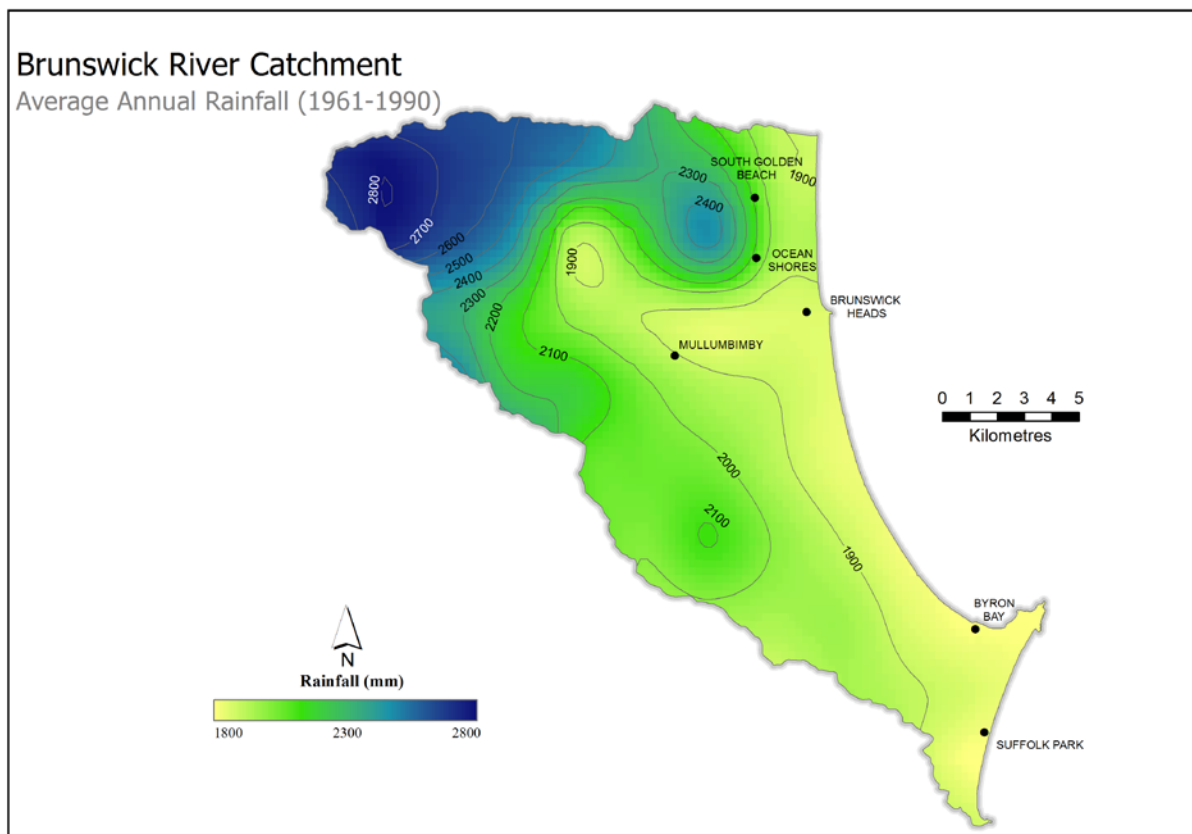 Brunswick River Catchment
Average Annual Rainfall (1961-1990)
SOUTH GOLDEN
BEACH
1900
2300
2400
2800
2700
2600
2500
2400
2300
2200
2100
1900
OCEAN
SHORES
BRUNSWICK
HEADS
MULLUMBIMBY
0 1 2 3 4 5
Kilometres
2000
2100
1900
BYRON
BAY
SUFFOLK PARK
N
Rainfall (mm)
1800 2300 2800